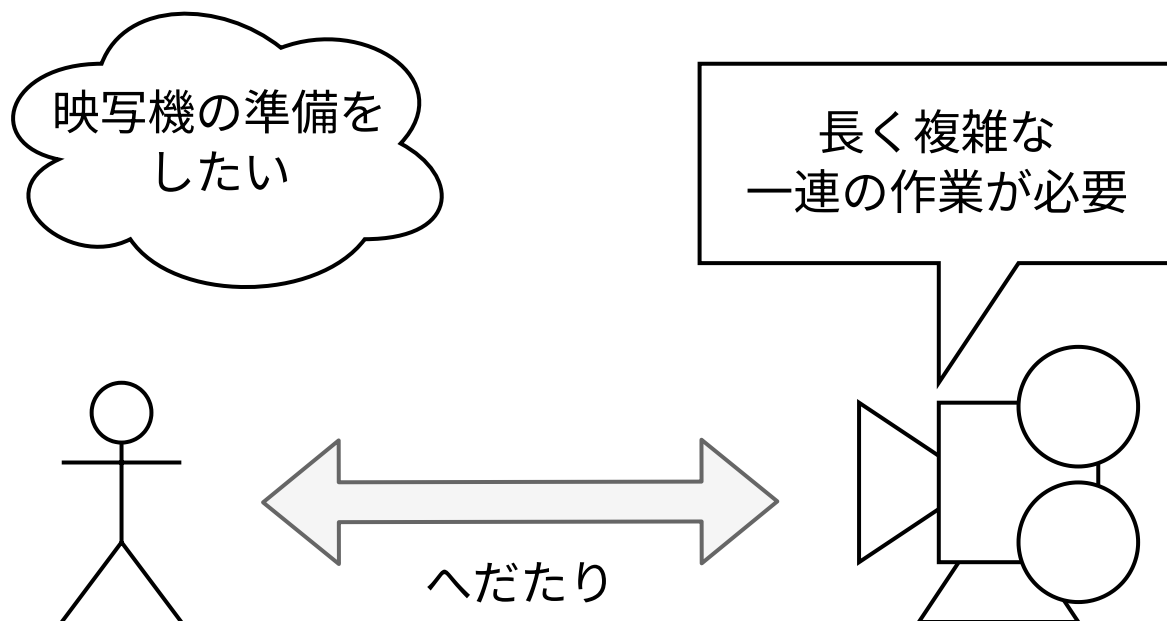 映写機の準備を
したい
長く複雑な
一連の作業が必要
へだたり